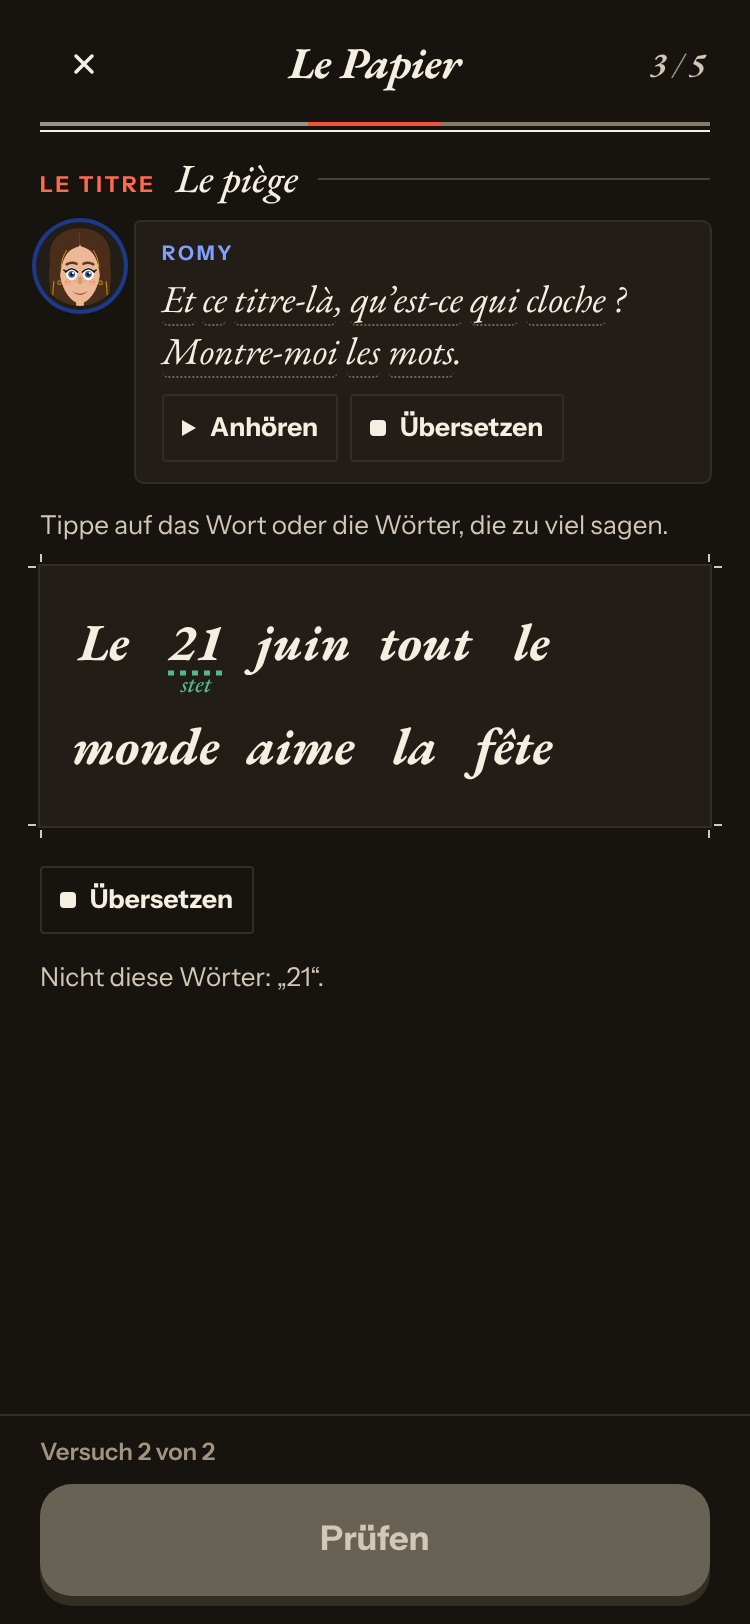 Le Papier
3 / 5
LE TITRE Le piège
ROMY
Et ce titre-là, qu’est-ce qui cloche ?
Montre-moi les mots.
Anhören Übersetzen
Tippe auf das Wort oder die Wörter, die zu viel sagen.
Le 21 juin tout le
stet
monde aime la fête
Übersetzen
Nicht diese Wörter: „21“.
Versuch 2 von 2
Prüfen